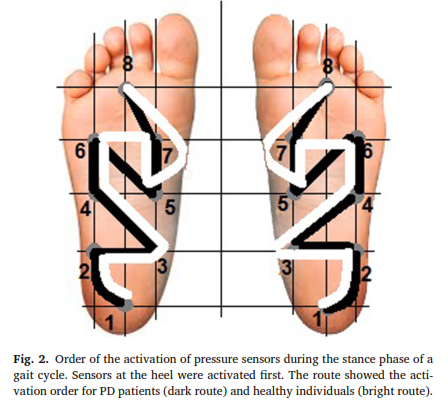 8 8
6 7 7 6
4 5 5 4
2 3 3 2
1 1
Fig. 2. Order of the activation of pressure sensors during the stance phase of a
gait cycle. Sensors at the heel were activated first. The route showed the acti-
vation order for PD patients (dark route) and healthy individuals (bright route).